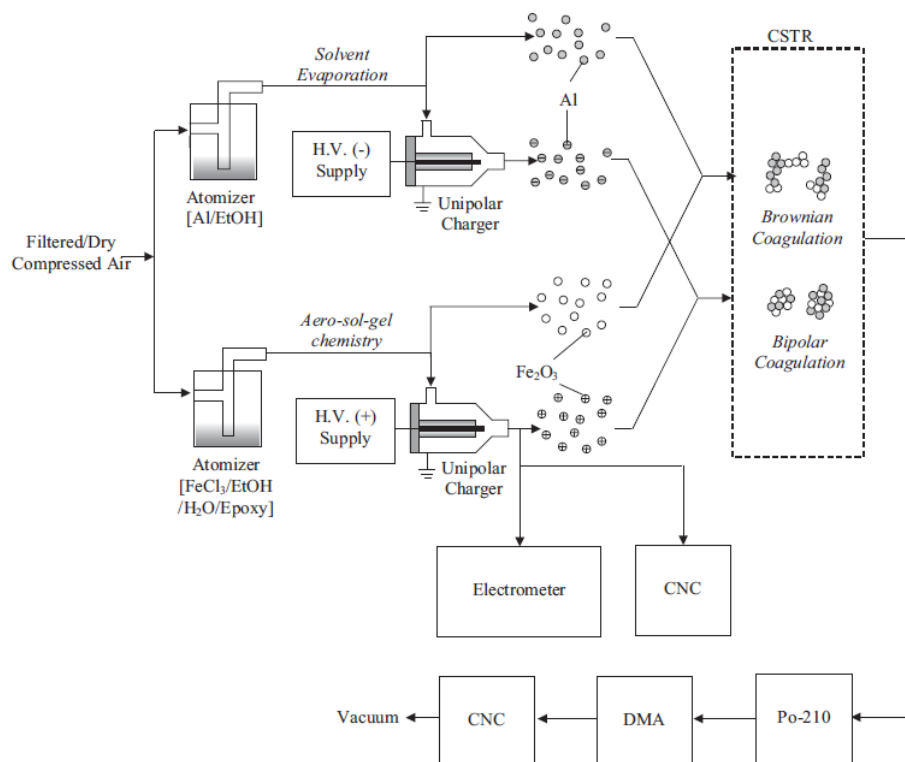 CSTR
Solvent
Evaporation
Al
H.V. (-)
Supply
Atomizer
[Al/EtOH]
Unipolar
Charger
Brownian
Coagulation
Filtered/Dry
Compressed Air
Aero-sol-gel
chemistry
Bipolar
Coagulation
Fe₂O₃
H.V. (+)
Supply
Atomizer
[FeCl₃/EtOH
/H₂O/Epoxy]
Unipolar
Charger
Electrometer
CNC
Vacuum
CNC
DMA
Po-210